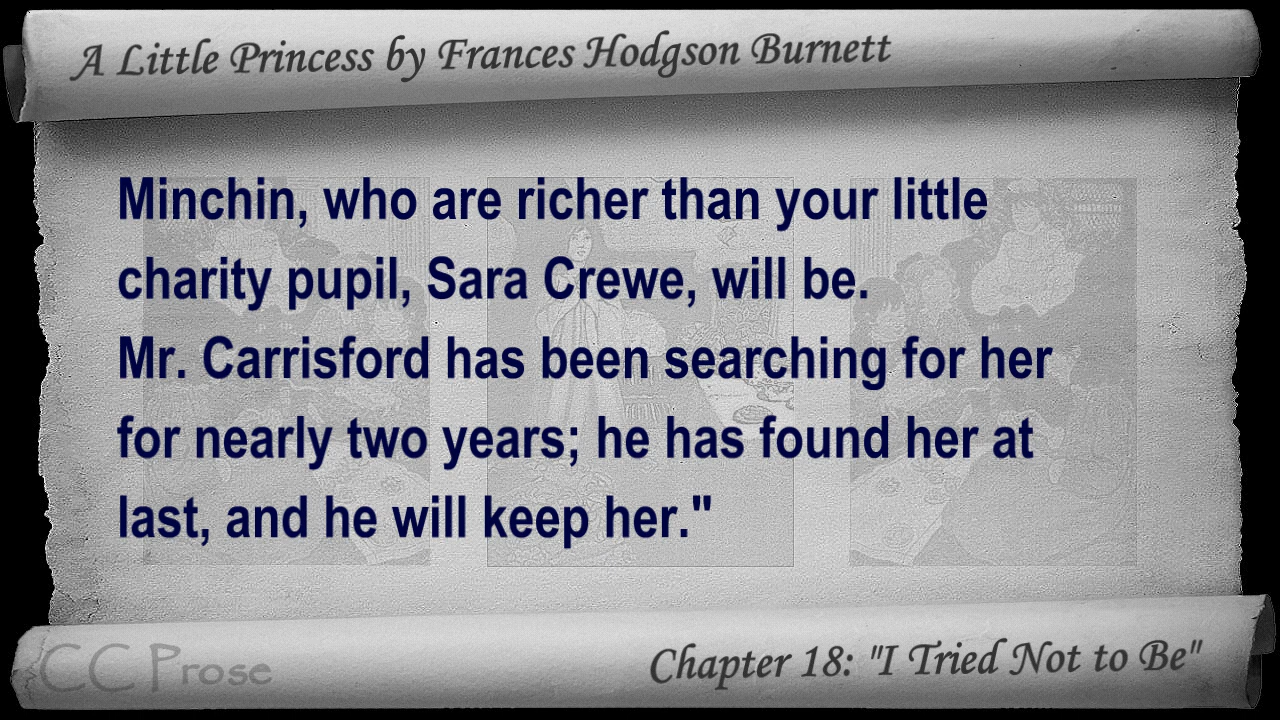 A Little Princess by Frances Hodgson Burnett
Minchin, who are richer than your little
charity pupil, Sara Crewe, will be.
Mr. Carrisford has been searching for her
for nearly two years; he has found her at
last, and he will keep her."
CC Prose
Chapter 18: "I Tried Not to Be"